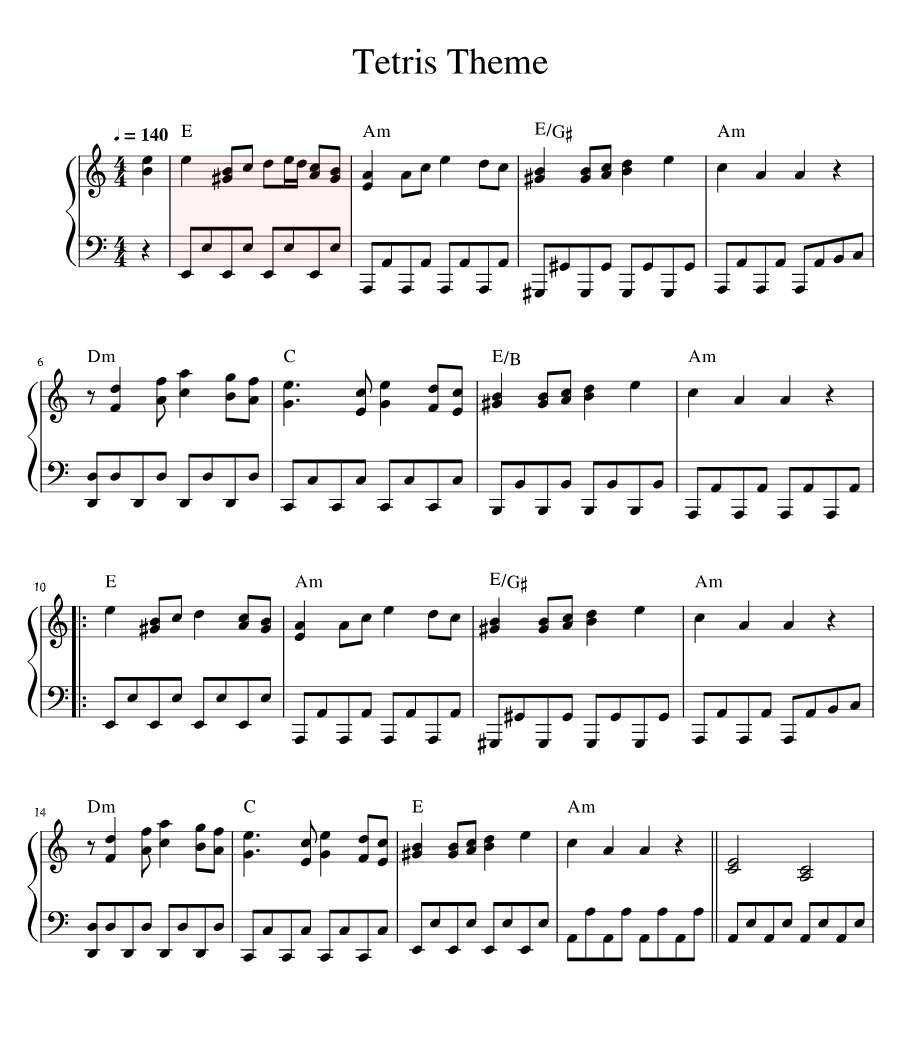 Tetris Theme
♩ = 140
E Am E/G♯ Am
6
Dm C E/B Am
10
E Am E/G♯ Am
14
Dm C E Am